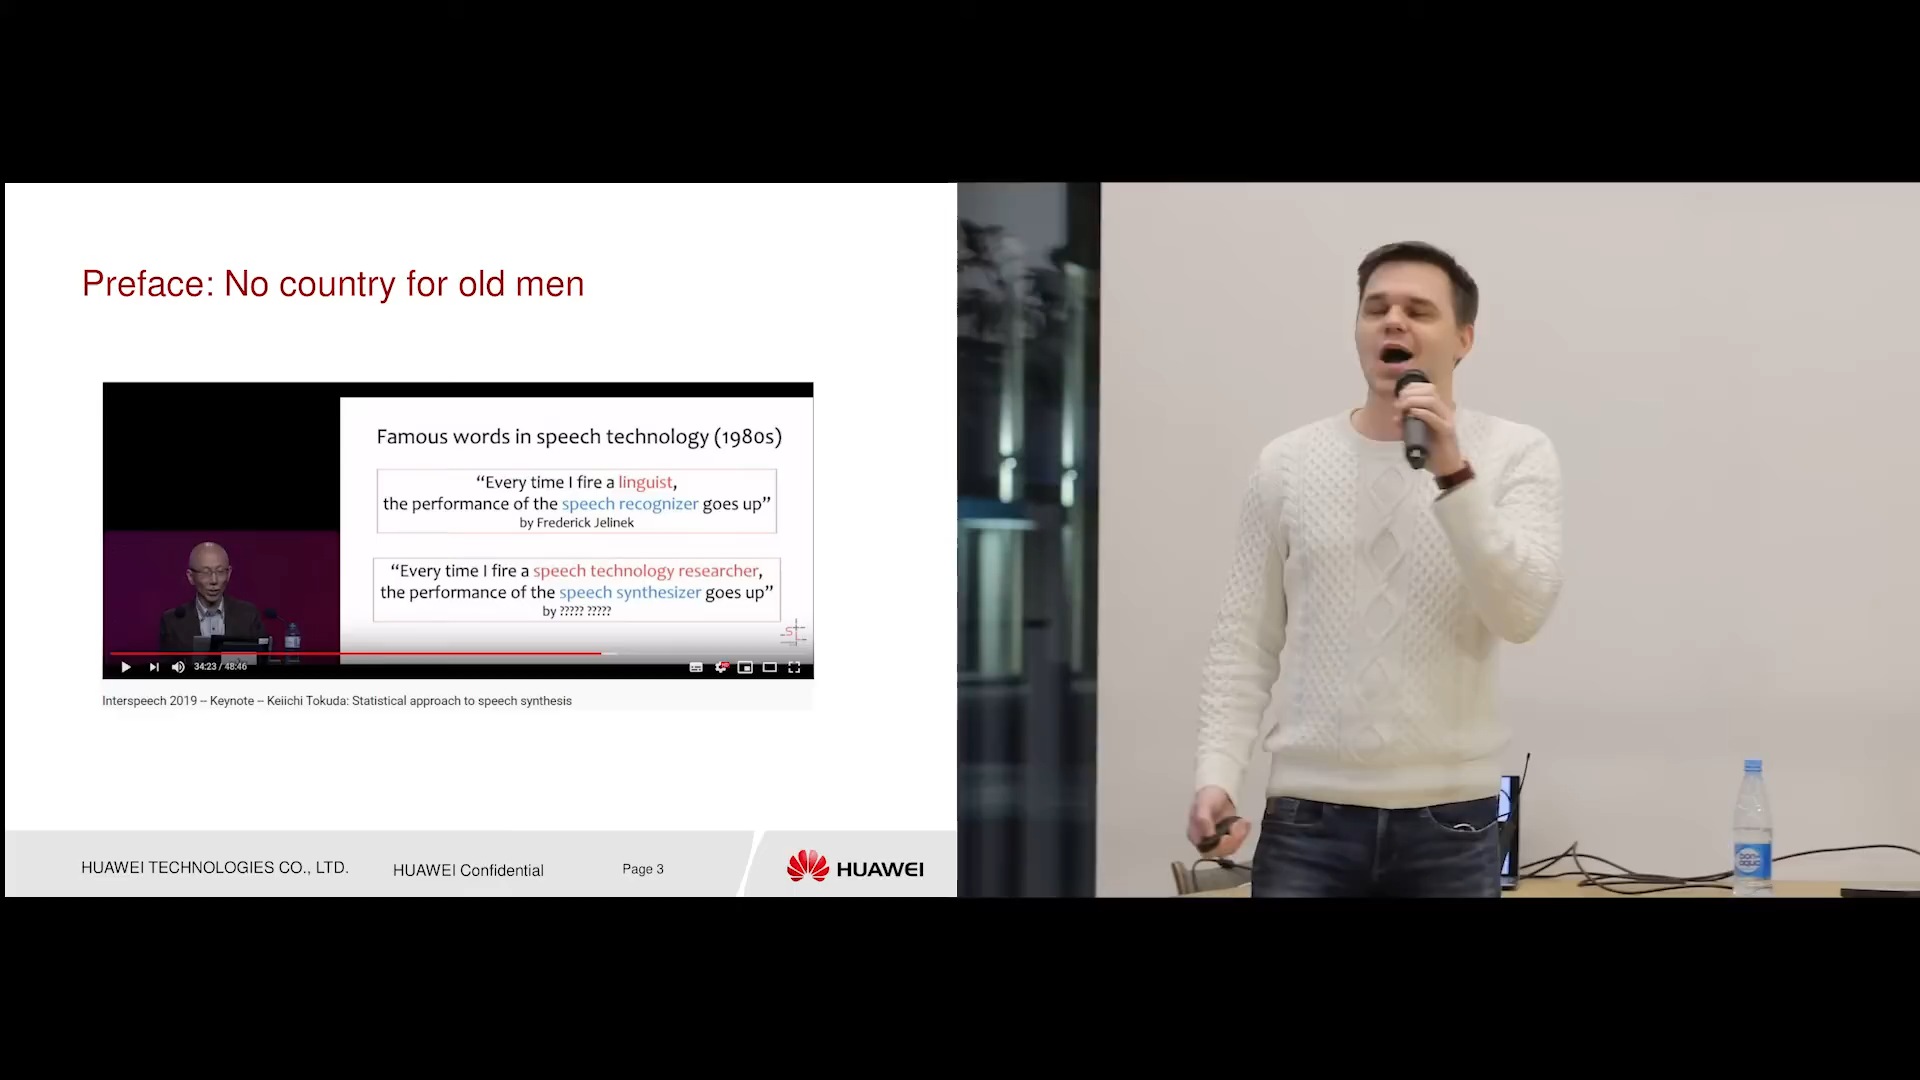 Preface: No country for old men
Famous words in speech technology (1980s)
“Every time I fire a linguist,
the performance of the speech recognizer goes up”
by Frederick Jelinek
“Every time I fire a speech technology researcher,
the performance of the speech synthesizer goes up”
by ????? ?????
34:23 / 48:46
Interspeech 2019 – Keynote – Keiichi Tokuda: Statistical approach to speech synthesis
HUAWEI TECHNOLOGIES CO., LTD.
HUAWEI Confidential
Page 3
HUAWEI
BON-
AQUA